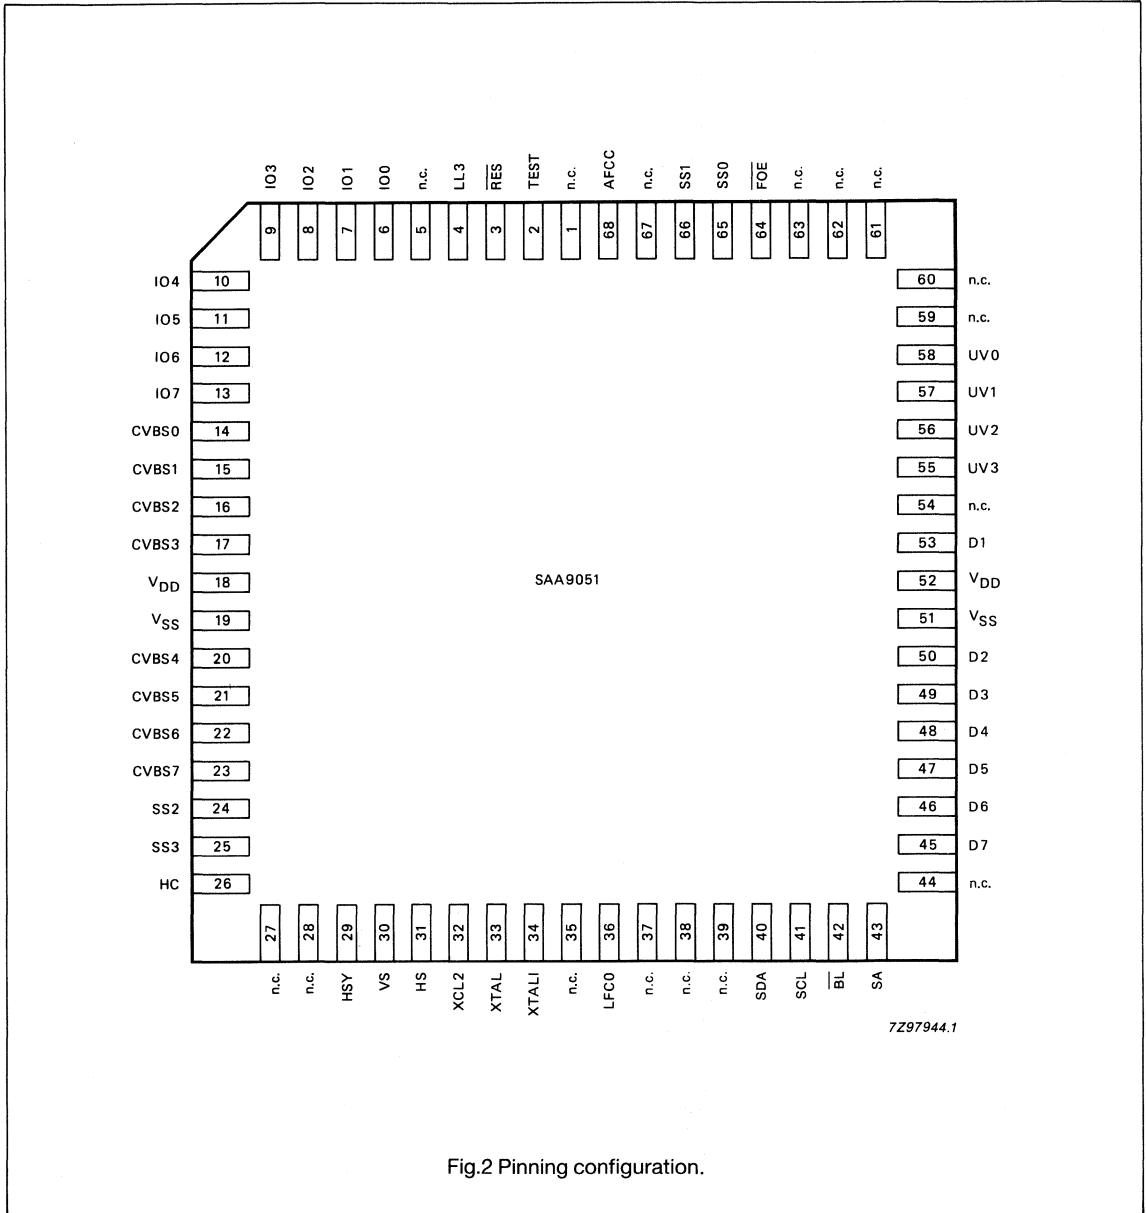 IO3 IO2 IO1 IO0 n.c. LL3 RES TEST n.c. AFCC n.c. SS1 SS0 FOE n.c. n.c. n.c.
9 8 7 6 5 4 3 2 1 68 67 66 65 64 63 62 61
IO4 10 60 n.c.
IO5 11 59 n.c.
IO6 12 58 UV0
IO7 13 57 UV1
CVBS0 14 56 UV2
CVBS1 15 55 UV3
CVBS2 16 54 n.c.
CVBS3 17 53 D1
VDD 18 SAA9051 52 VDD
VSS 19 51 VSS
CVBS4 20 50 D2
CVBS5 21 49 D3
CVBS6 22 48 D4
CVBS7 23 47 D5
SS2 24 46 D6
SS3 25 45 D7
HC 26 44 n.c.
27 28 29 30 31 32 33 34 35 36 37 38 39 40 41 42 43
n.c. n.c. HSY VS HS XCL2 XTAL XTALI n.c. LFCO n.c. n.c. n.c. SDA SCL BL SA
7Z97944.1
Fig.2 Pinning configuration.